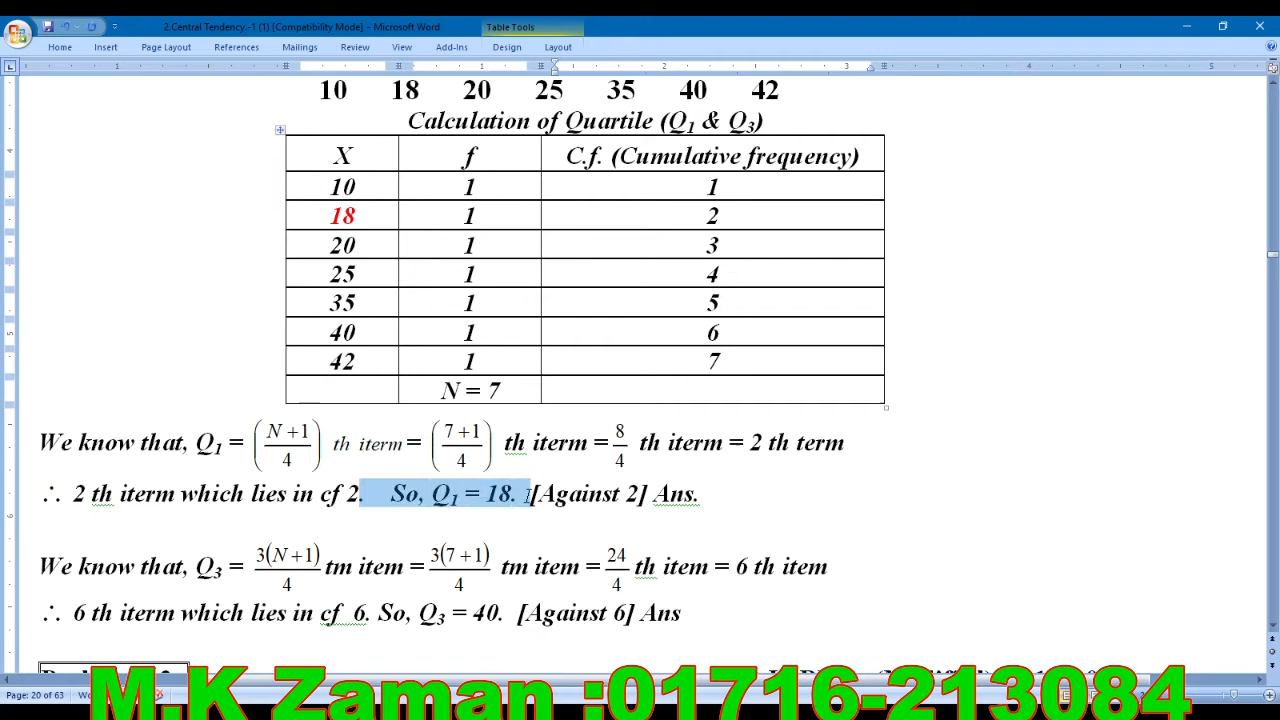 2.Central Tendency.-1 (1) [Compatibility Mode] - Microsoft Word Table Tools
Home Insert Page Layout References Mailings Review View Add-Ins Design Layout
10 18 20 25 35 40 42
Calculation of Quartile (Q1 & Q3)
X f C.f. (Cumulative frequency)
10 1 1
18 1 2
20 1 3
25 1 4
35 1 5
40 1 6
42 1 7
N = 7
We know that, Q1 = (N+1 / 4) th iterm = (7+1 / 4) th iterm = 8/4 th iterm = 2 th term
∴ 2 th iterm which lies in cf 2. So, Q1 = 18. [Against 2] Ans.
We know that, Q3 = 3(N+1)/4 tm item = 3(7+1)/4 tm item = 24/4 th item = 6 th item
∴ 6 th iterm which lies in cf 6. So, Q3 = 40. [Against 6] Ans
Page: 20 of 63
M.K Zaman :01716-213084